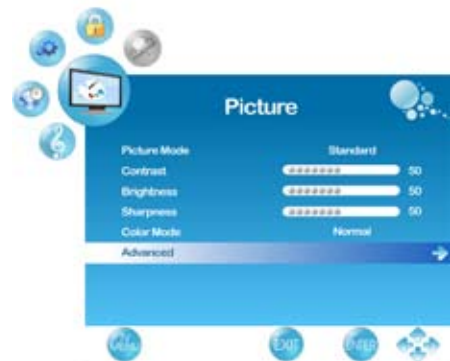 Picture
Picture Mode Standard
Contrast 50
Brightness 50
Sharpness 50
Color Mode Normal
Advanced
EXIT ENTER